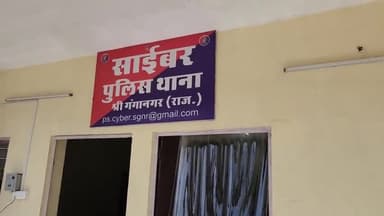 साईबर
पुलिस थाना
श्री गंगानगर (राज.)
ps.cyber.sgnr@gmail.com